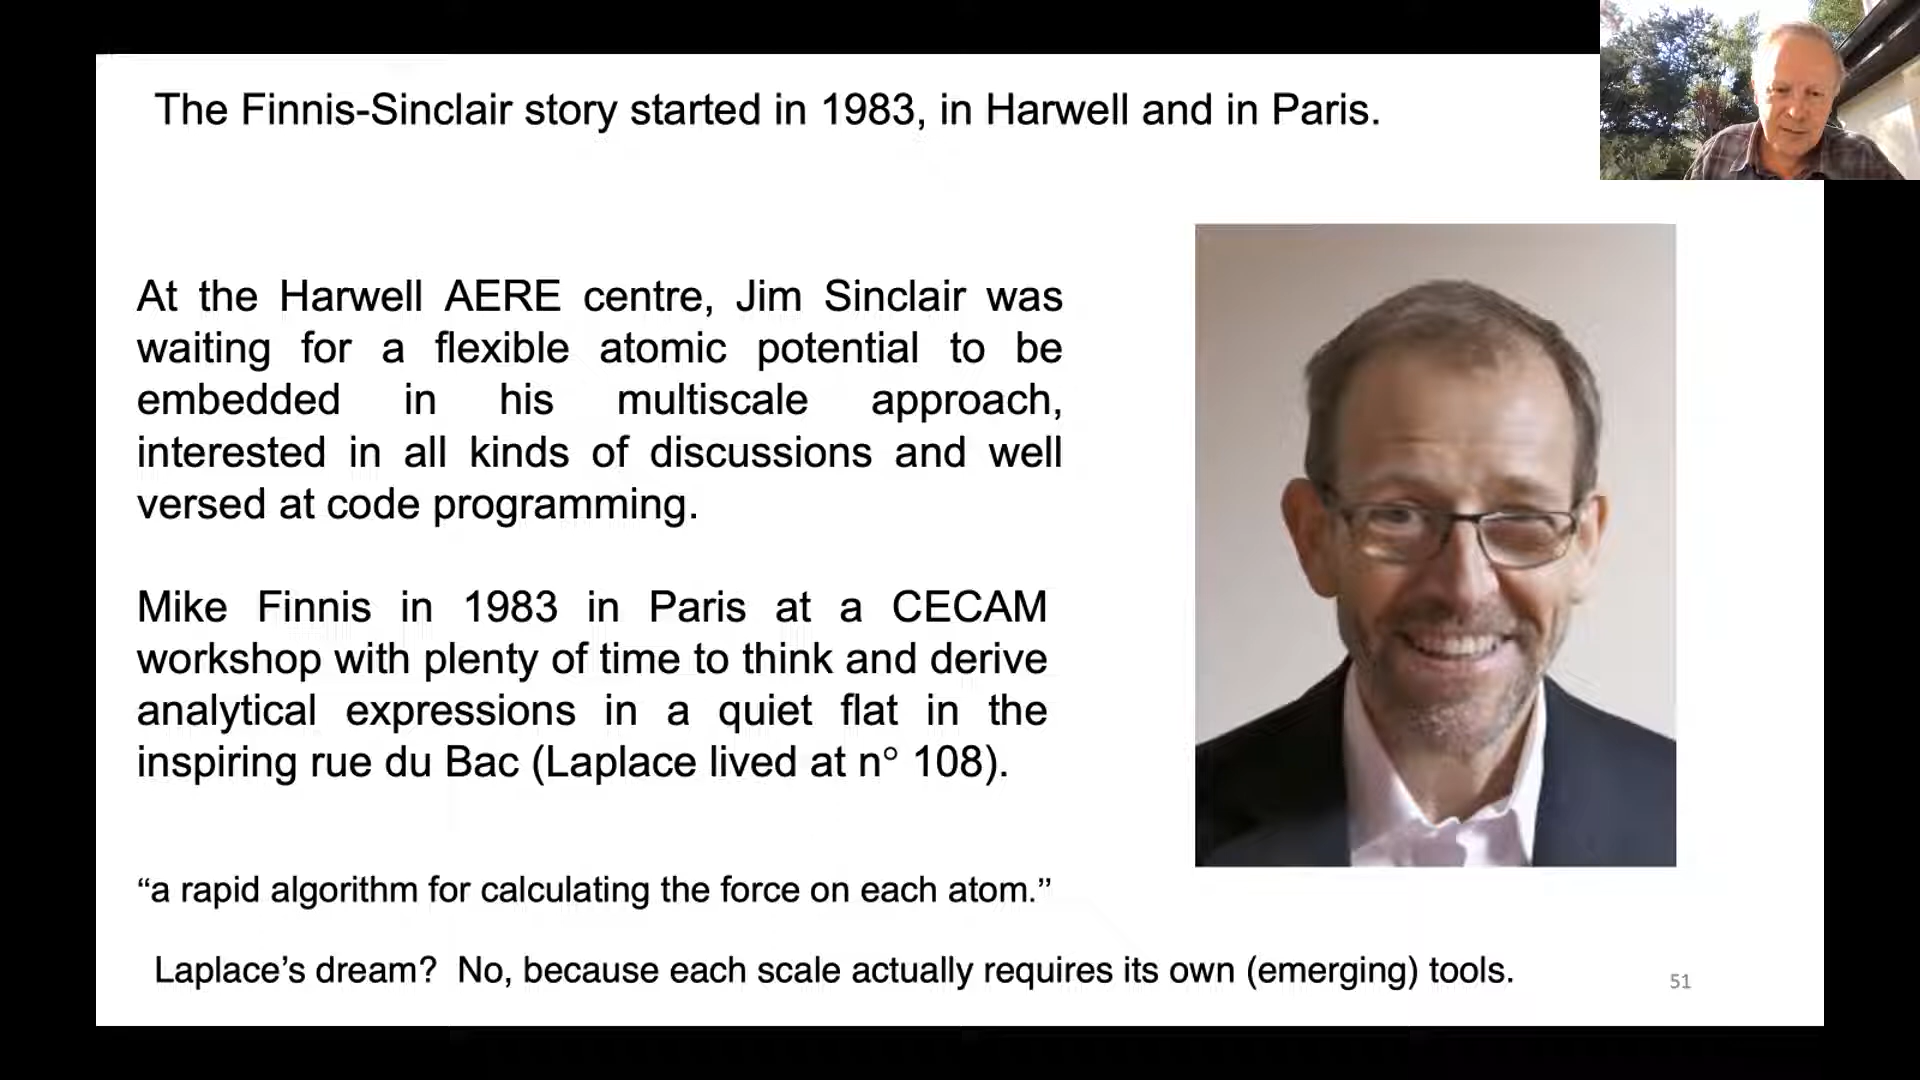 The Finnis-Sinclair story started in 1983, in Harwell and in Paris.
At the Harwell AERE centre, Jim Sinclair was
waiting for a flexible atomic potential to be
embedded in his multiscale approach,
interested in all kinds of discussions and well
versed at code programming.
Mike Finnis in 1983 in Paris at a CECAM
workshop with plenty of time to think and derive
analytical expressions in a quiet flat in the
inspiring rue du Bac (Laplace lived at n° 108).
“a rapid algorithm for calculating the force on each atom.”
Laplace’s dream? No, because each scale actually requires its own (emerging) tools.
51